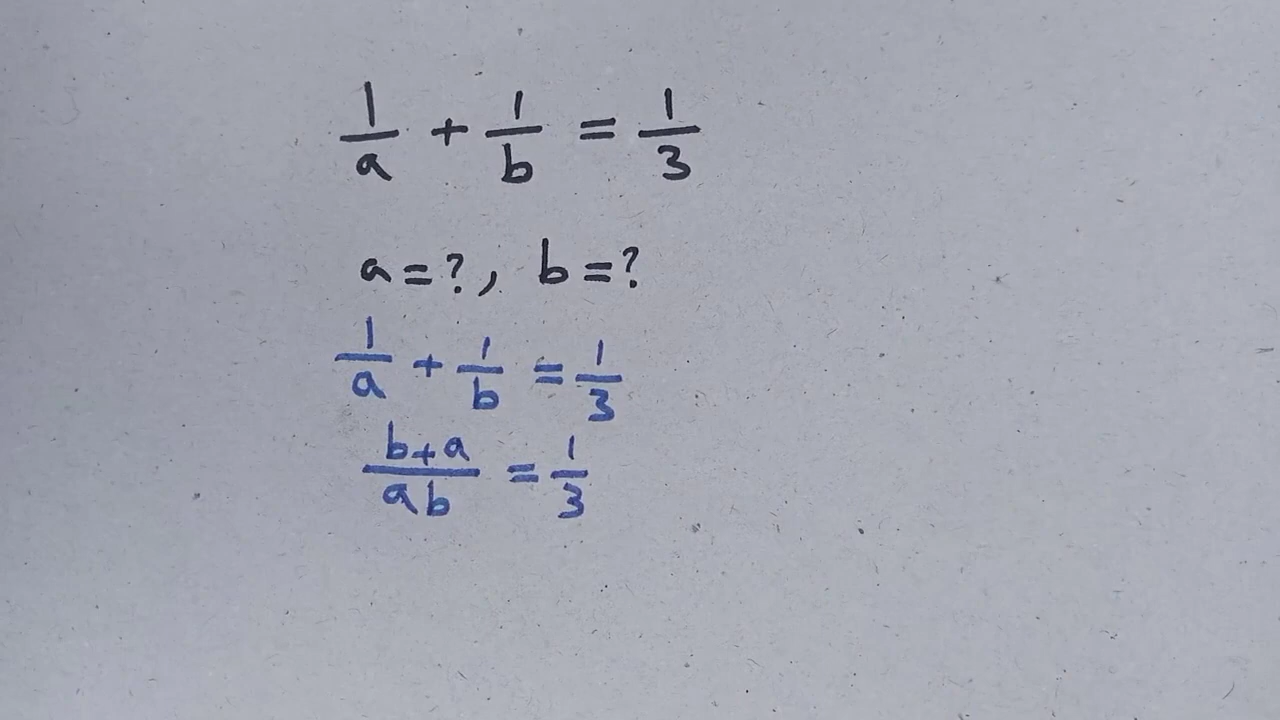 1/a + 1/b = 1/3
a = ? , b = ?
1/a + 1/b = 1/3
b+a/ab = 1/3